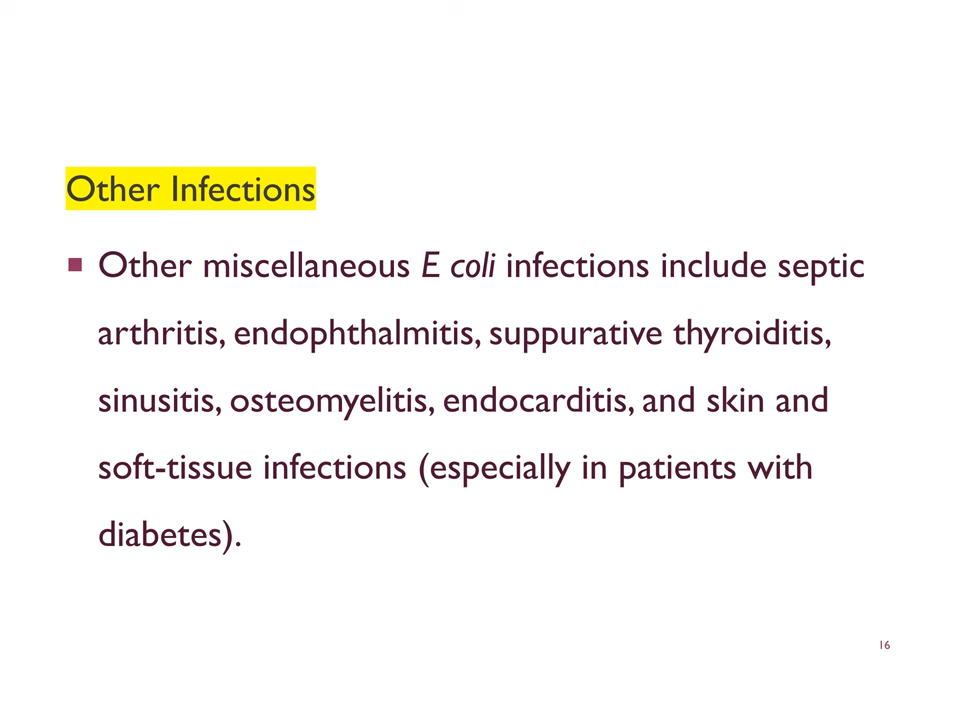 Other Infections
■ Other miscellaneous E coli infections include septic
arthritis, endophthalmitis, suppurative thyroiditis,
sinusitis, osteomyelitis, endocarditis, and skin and
soft-tissue infections (especially in patients with
diabetes).
16